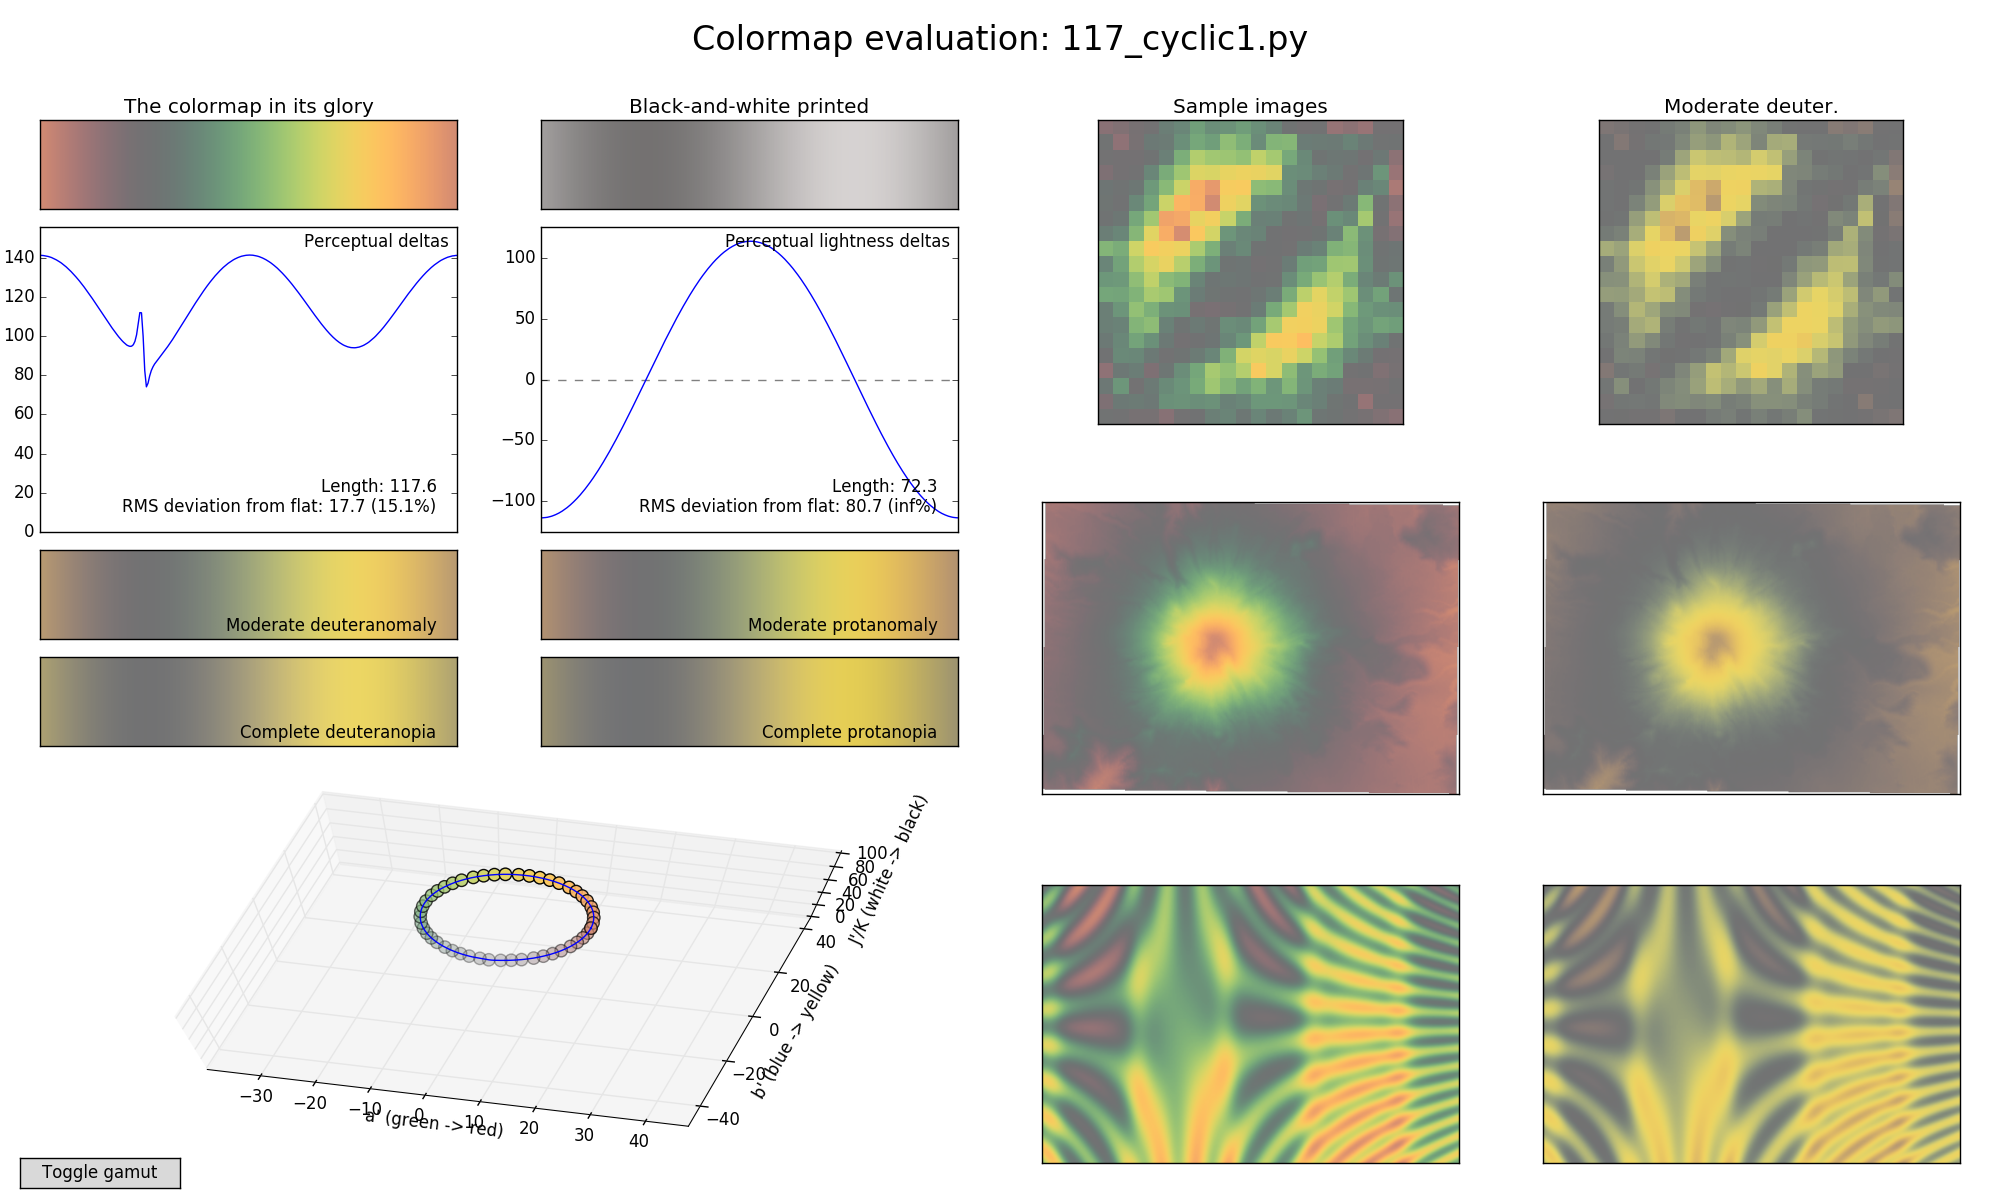 Colormap evaluation: 117_cyclic1.py
The colormap in its glory
Black-and-white printed
Sample images
Moderate deuter.
Perceptual deltas
140
120
100
80
60
40
20
0
Length: 117.6
RMS deviation from flat: 17.7 (15.1%)
Perceptual lightness deltas
100
50
0
−50
−100
Length: 72.3
RMS deviation from flat: 80.7 (inf%)
Moderate deuteranomaly
Moderate protanomaly
Complete deuteranopia
Complete protanopia
100
80
60
40
20
0
J'/K (white -> black)
40
20
0
−20
−40
b' (blue -> yellow)
−30
−20
−10
0
10
20
30
40
a' (green -> red)
Toggle gamut